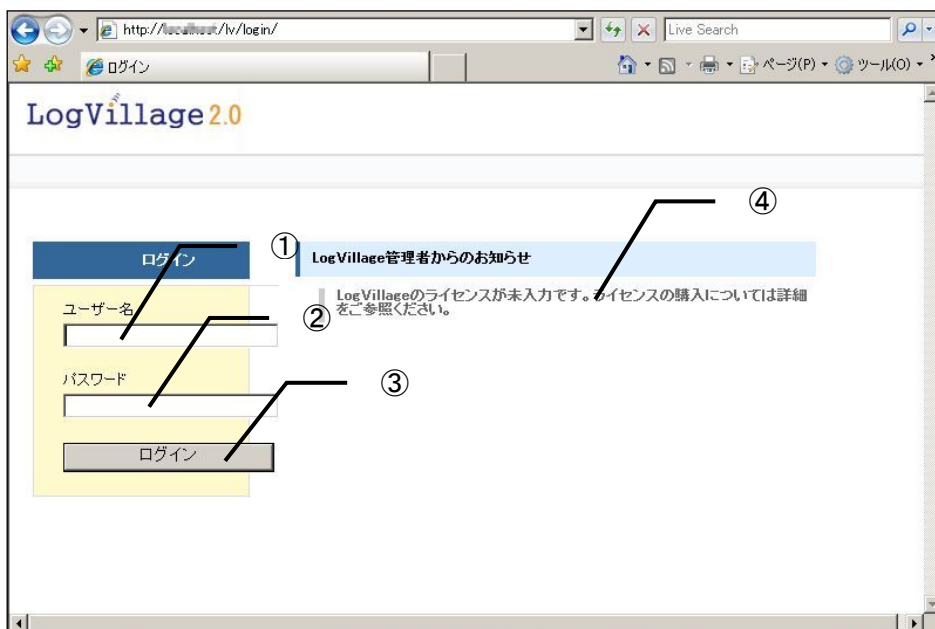 http:// /lv/login/
Live Search
ログイン
ページ(P)
ツール(O)
LogVillage 2.0
④
①
ログイン
LogVillage管理者からのお知らせ
ユーザー名
②
LogVillageのライセンスが未入力です。ライセンスの購入については詳細
をご参照ください。
パスワード
③
ログイン